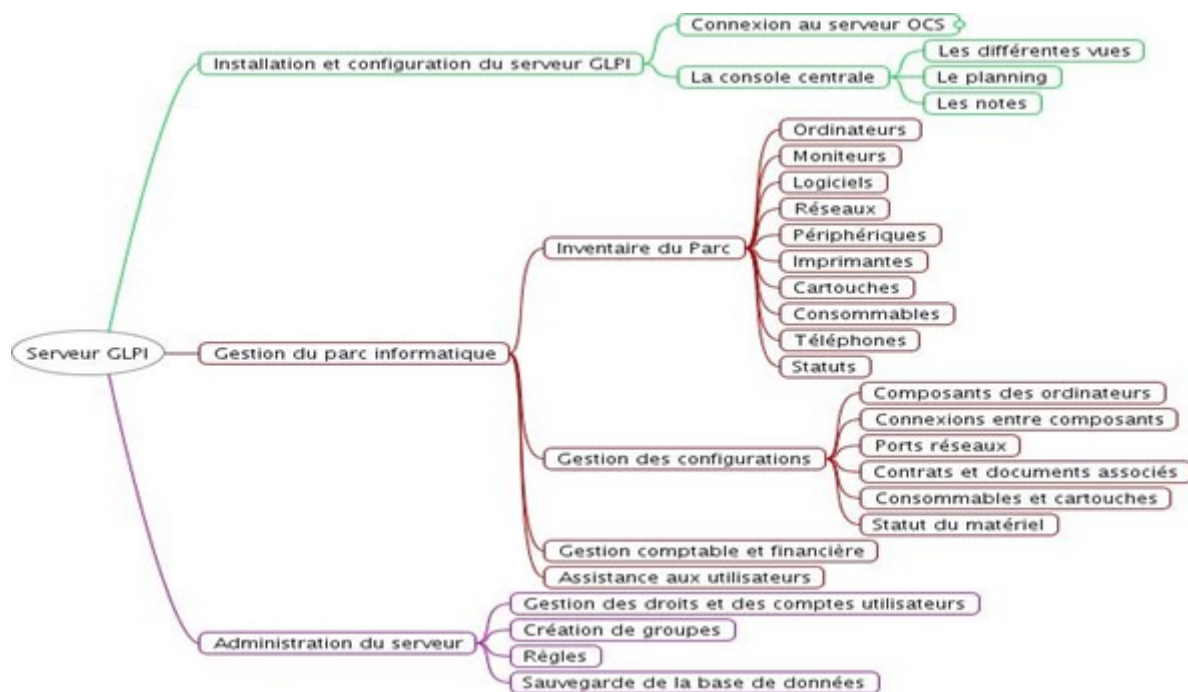 Connexion au serveur OCS
Installation et configuration du serveur GLPI
Les différentes vues
La console centrale
Le planning
Les notes
Ordinateurs
Moniteurs
Logiciels
Réseaux
Périphériques
Inventaire du Parc
Imprimantes
Cartouches
Consommables
Téléphones
Statuts
Serveur GLPI
Gestion du parc informatique
Composants des ordinateurs
Connexions entre composants
Ports réseaux
Gestion des configurations
Contrats et documents associés
Consommables et cartouches
Statut du matériel
Gestion comptable et financière
Assistance aux utilisateurs
Gestion des droits et des comptes utilisateurs
Administration du serveur
Création de groupes
Règles
Sauvegarde de la base de données